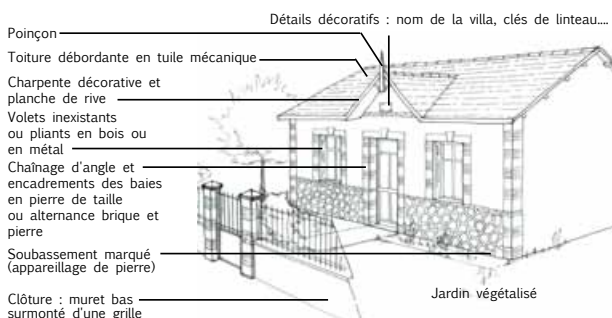 Détails décoratifs : nom de la villa, clés de linteau....
Poinçon
Toiture débordante en tuile mécanique
Charpente décorative et
planche de rive
Volets inexistants
ou pliants en bois ou
en métal
Chaînage d'angle et
encadrements des baies
en pierre de taille
ou alternance brique et
pierre
Soubassement marqué
(appareillage de pierre)
Jardin végétalisé
Clôture : muret bas
surmonté d'une grille